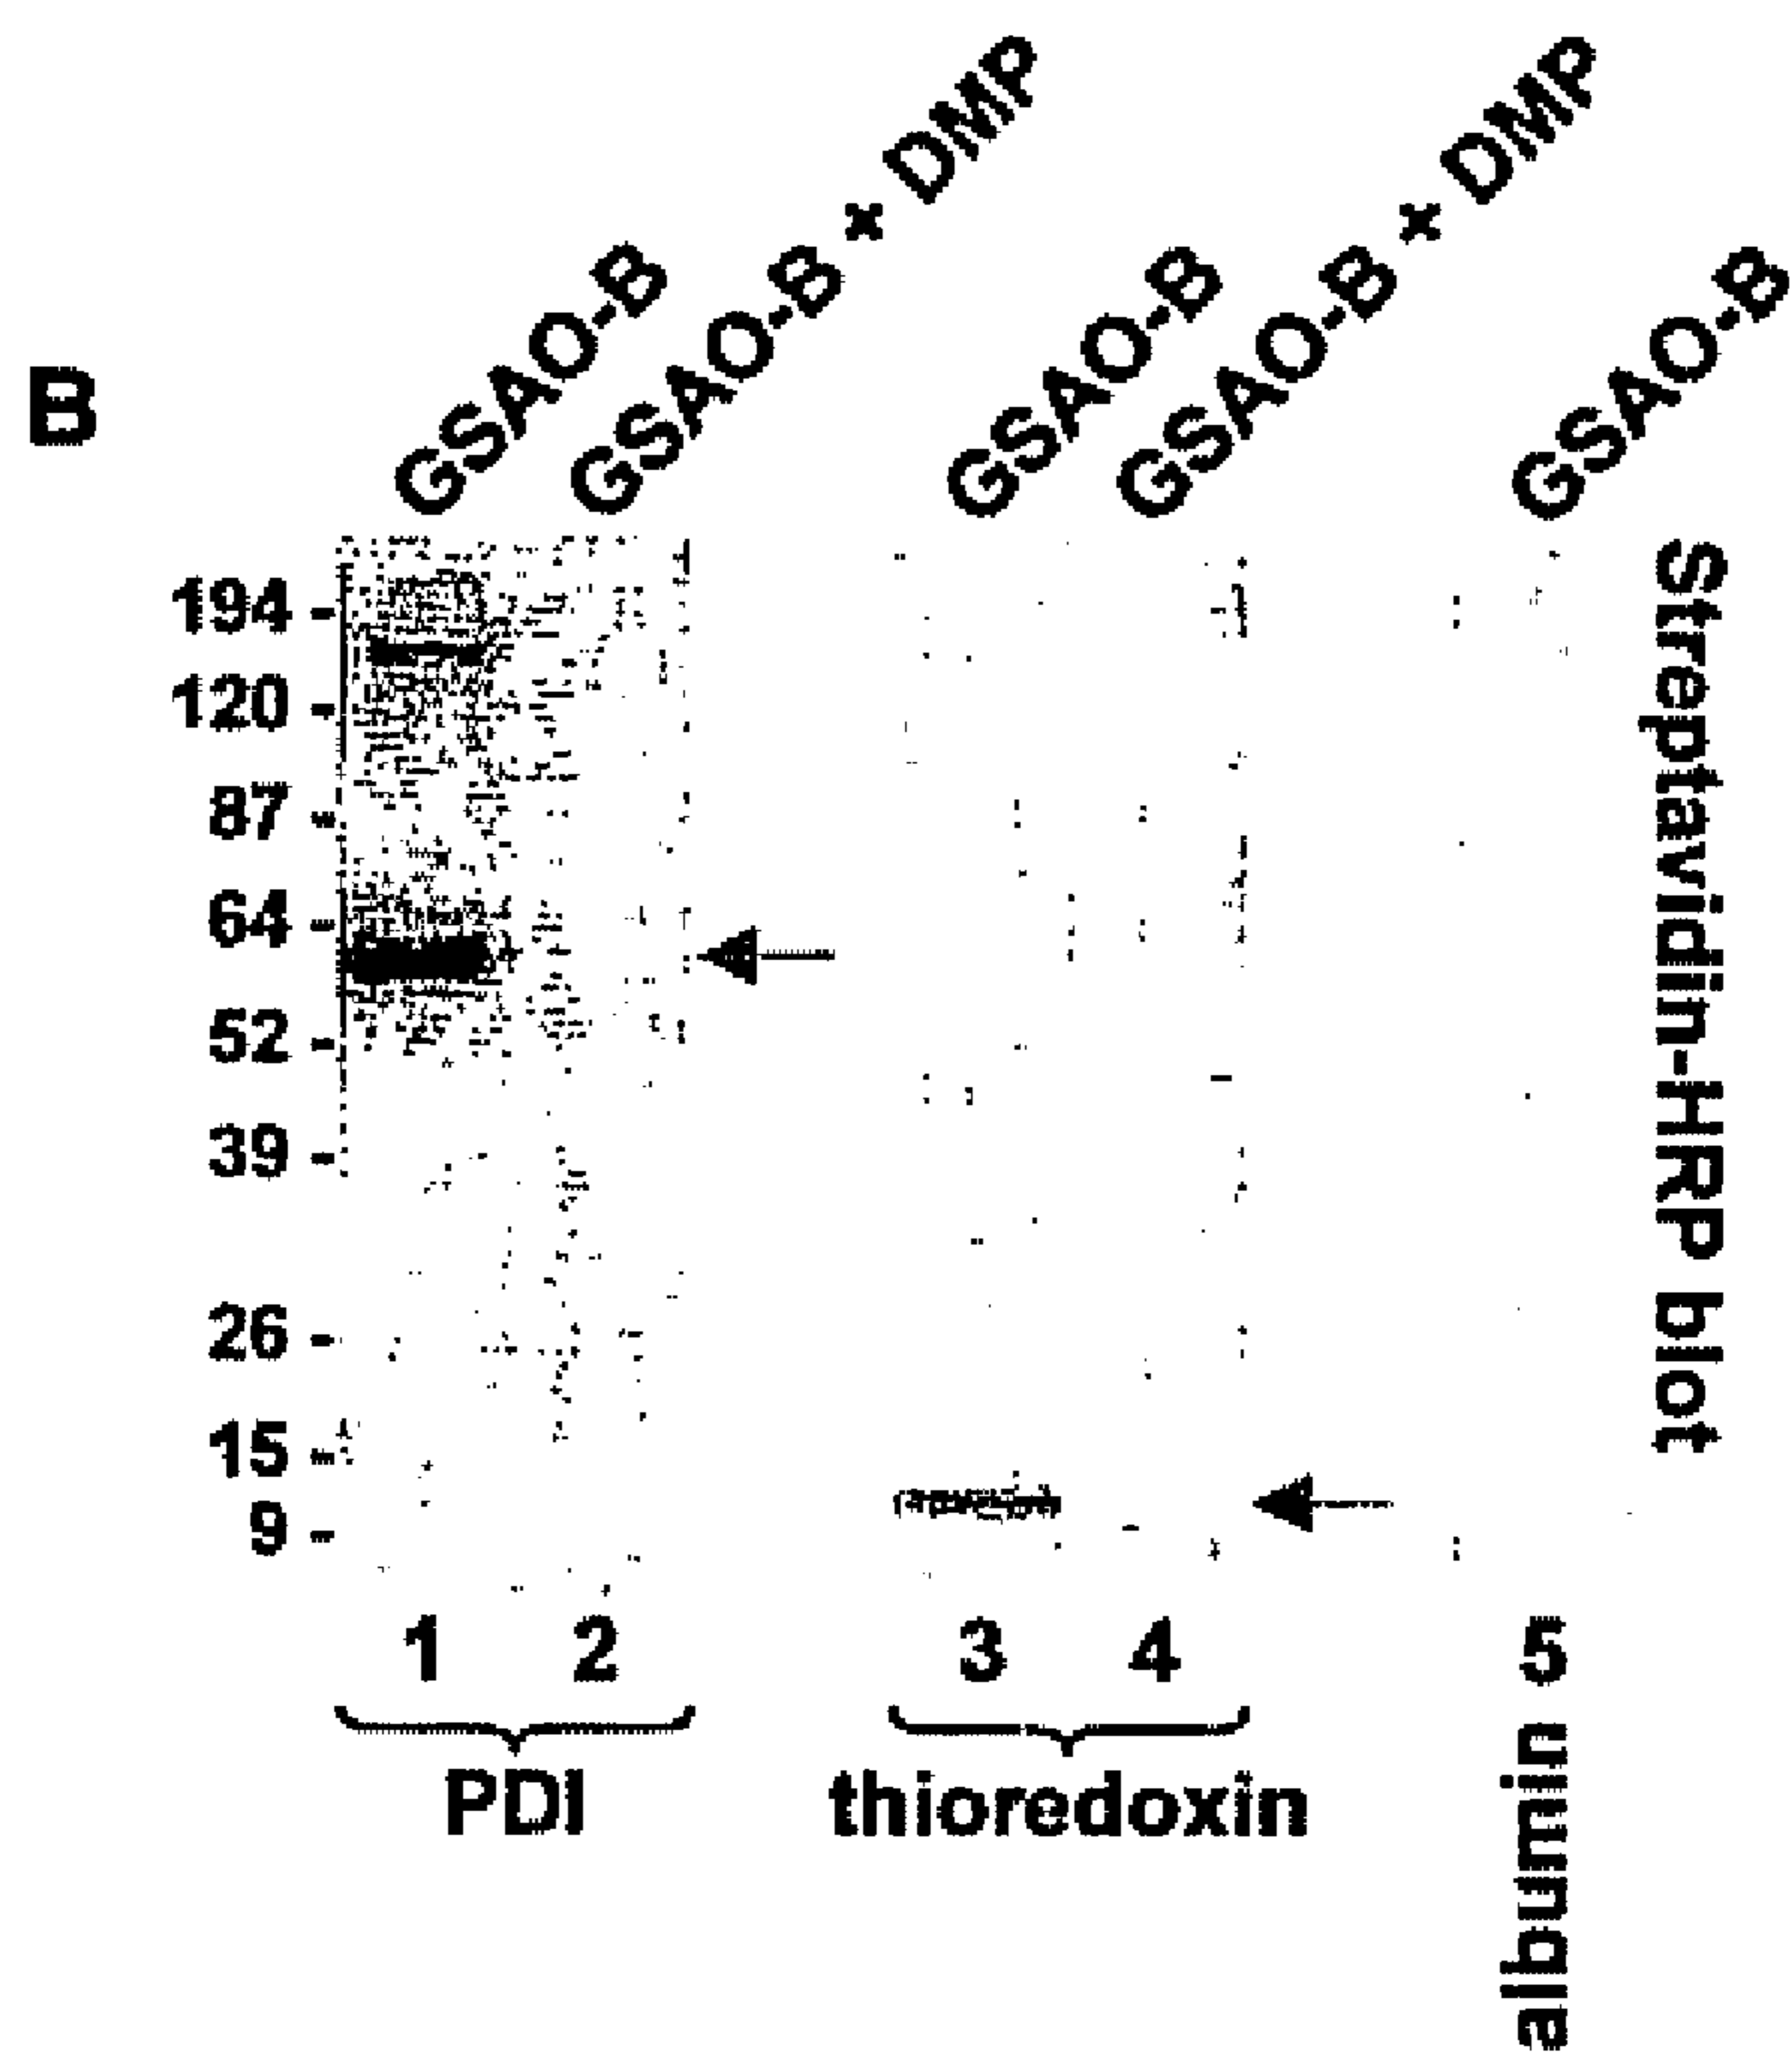 B
GSAO-B
GSAO-B + DMP
GSAO-B
GSAO-B + DMP
GSAO-B
194
120
87
64
52
39
26
15
9
Streptavidin-HRP blot
1 2 3 4 5
PDI thioredoxin albumin